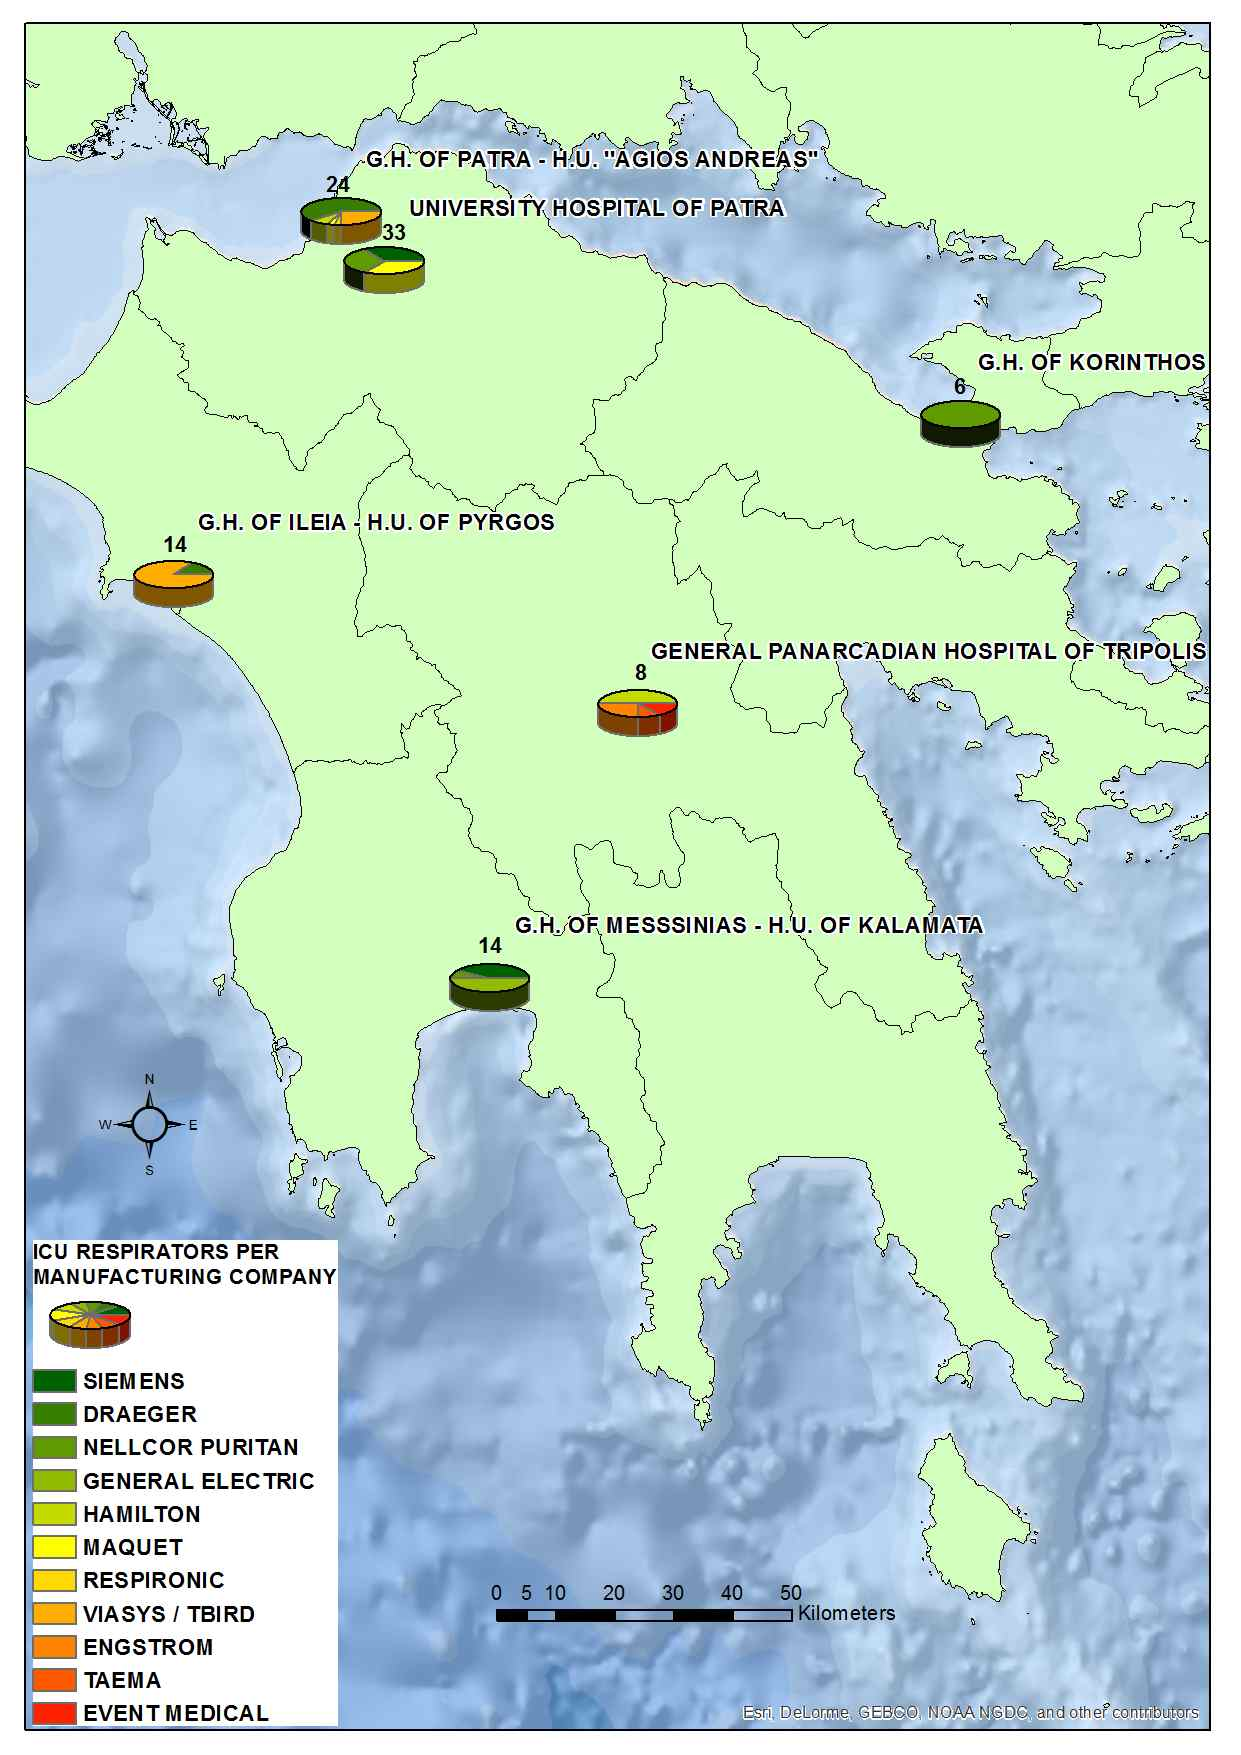 G.H. OF PATRA - H.U. "AGIOS ANDREAS"
24
UNIVERSITY HOSPITAL OF PATRA
33
G.H. OF KORINTHOS
6
G.H. OF ILEIA - H.U. OF PYRGOS
14
GENERAL PANARCADIAN HOSPITAL OF TRIPOLIS
8
G.H. OF MESSSINIAS - H.U. OF KALAMATA
14
N
W E
S
ICU RESPIRATORS PER
MANUFACTURING COMPANY
SIEMENS
DRAEGER
NELLCOR PURITAN
GENERAL ELECTRIC
HAMILTON
MAQUET
RESPIRONIC
VIASYS / TBIRD
ENGSTROM
TAEMA
EVENT MEDICAL
0 5 10 20 30 40 50
Kilometers
Esri, DeLorme, GEBCO, NOAA NGDC, and other contributors